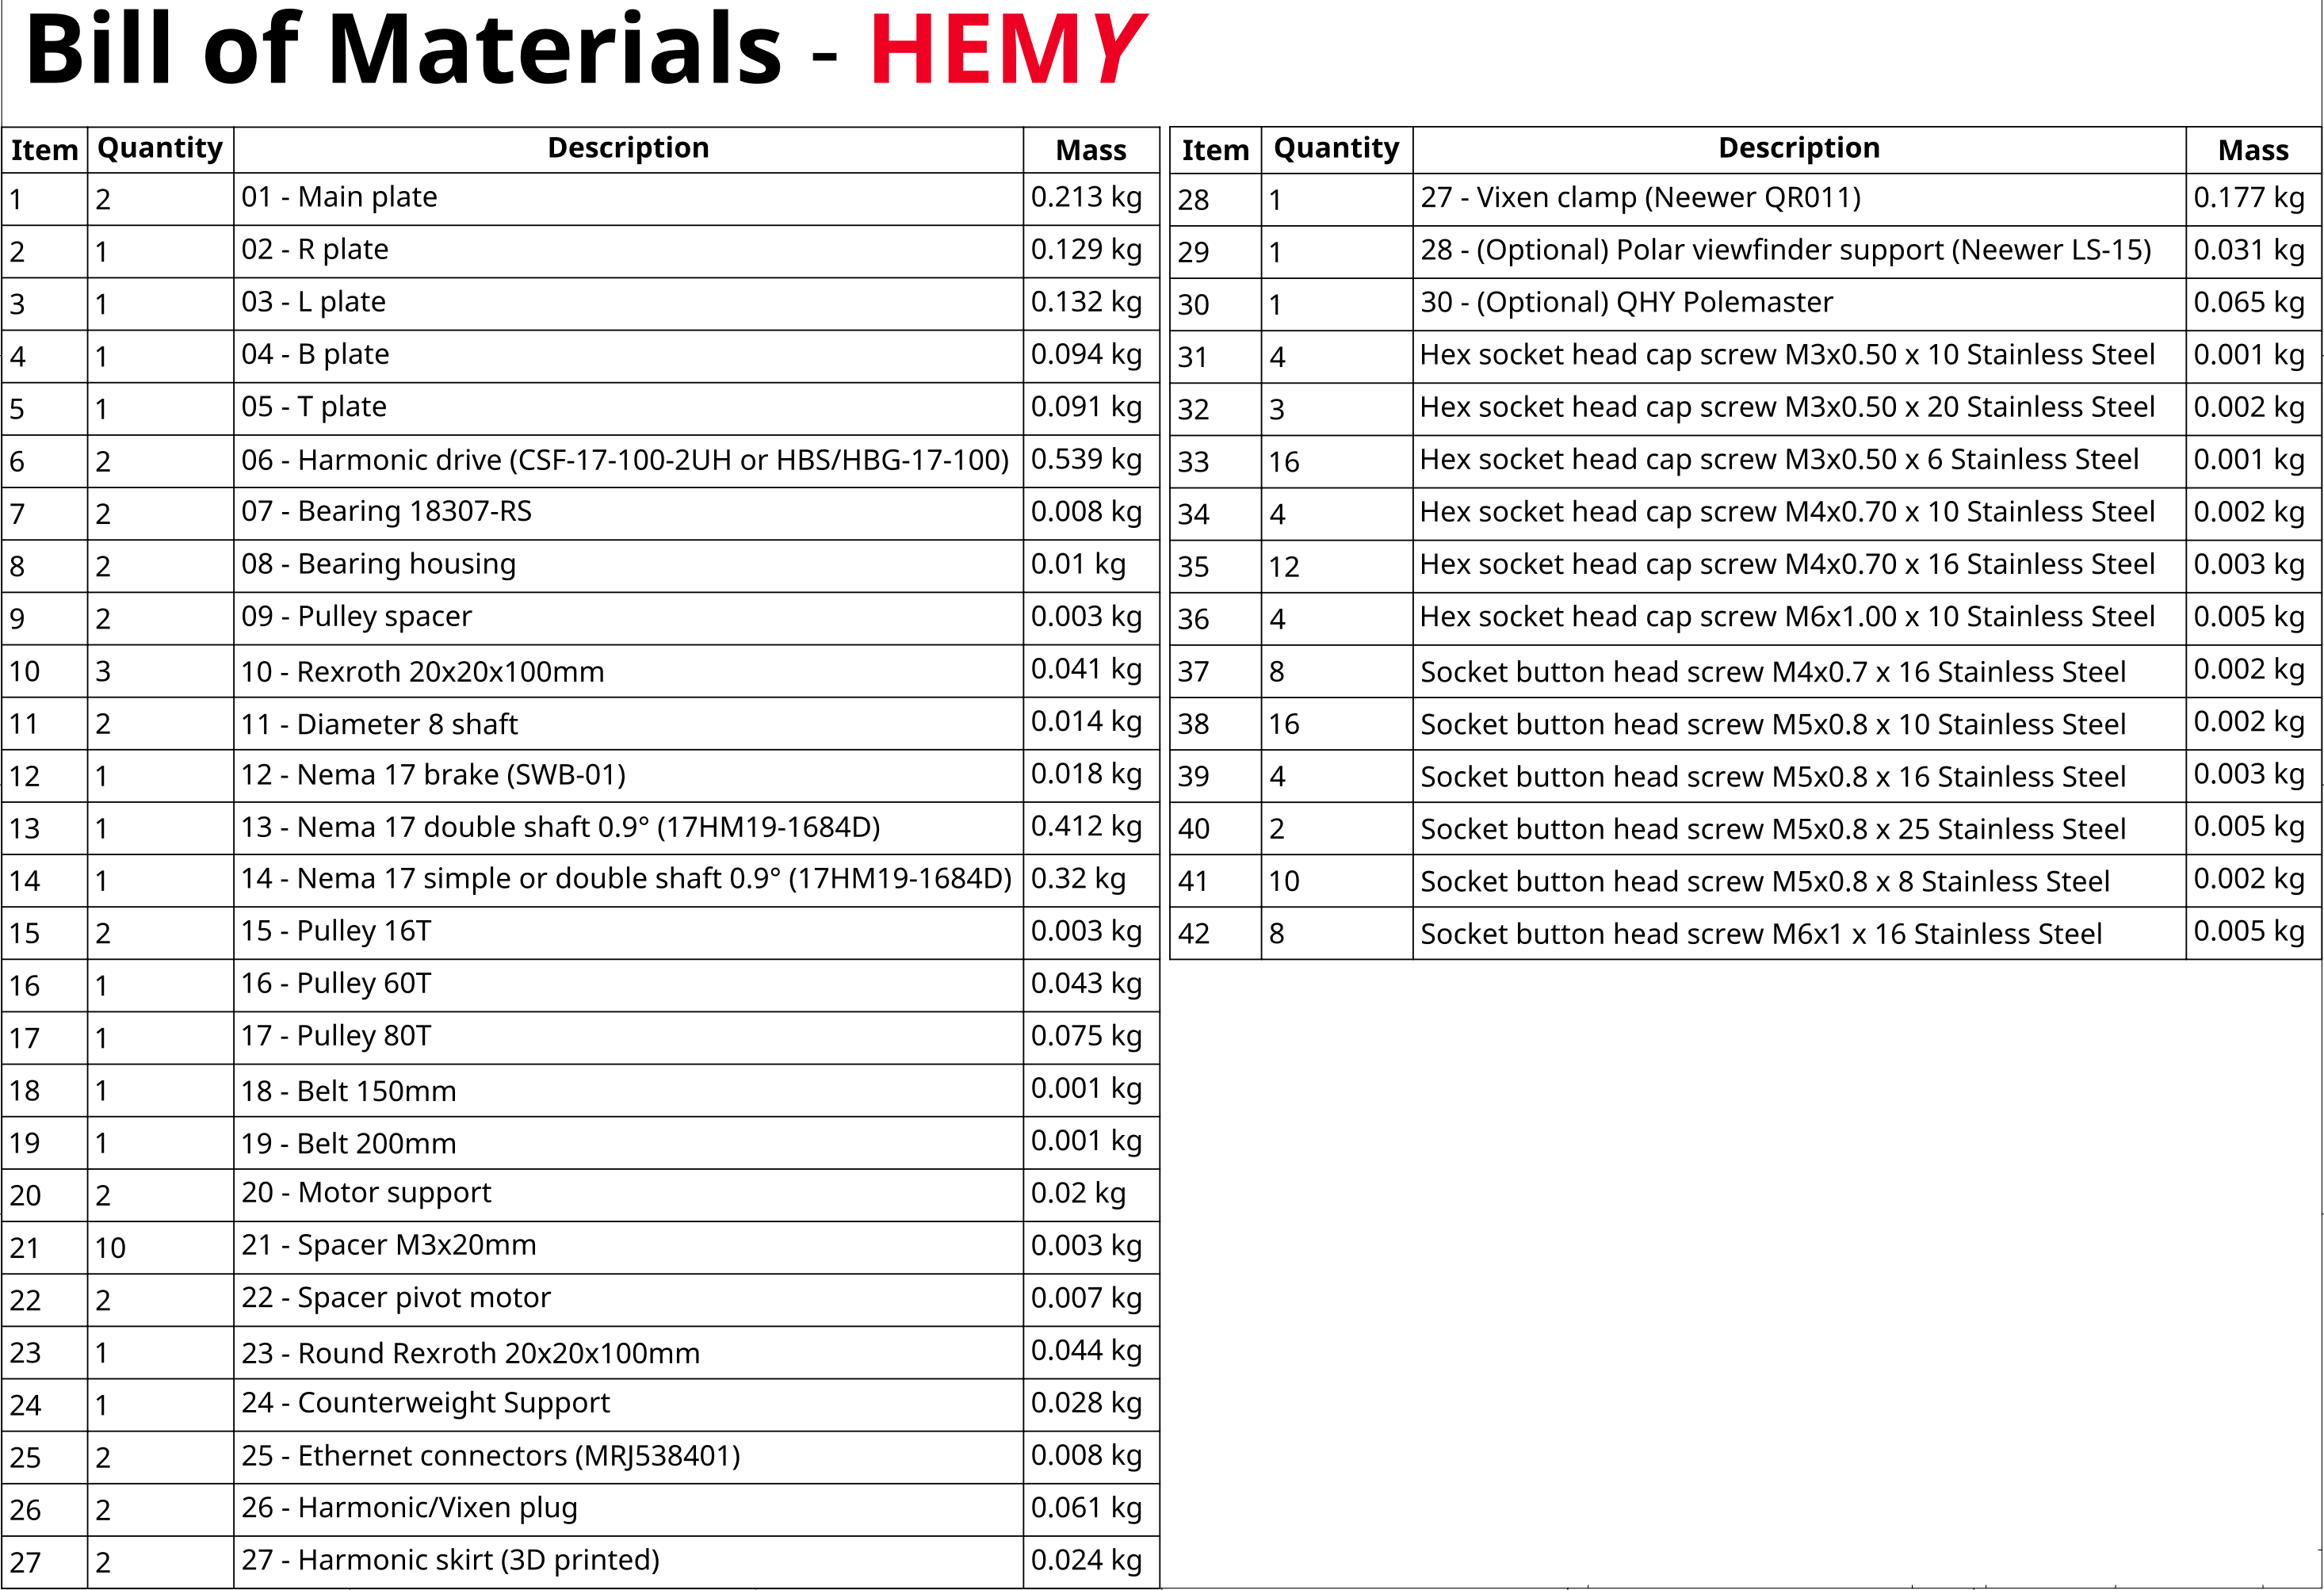 Bill of Materials - HEMY
Item Quantity Description Mass
1 2 01 - Main plate 0.213 kg
2 1 02 - R plate 0.129 kg
3 1 03 - L plate 0.132 kg
4 1 04 - B plate 0.094 kg
5 1 05 - T plate 0.091 kg
6 2 06 - Harmonic drive (CSF-17-100-2UH or HBS/HBG-17-100) 0.539 kg
7 2 07 - Bearing 18307-RS 0.008 kg
8 2 08 - Bearing housing 0.01 kg
9 2 09 - Pulley spacer 0.003 kg
10 3 10 - Rexroth 20x20x100mm 0.041 kg
11 2 11 - Diameter 8 shaft 0.014 kg
12 1 12 - Nema 17 brake (SWB-01) 0.018 kg
13 1 13 - Nema 17 double shaft 0.9° (17HM19-1684D) 0.412 kg
14 1 14 - Nema 17 simple or double shaft 0.9° (17HM19-1684D) 0.32 kg
15 2 15 - Pulley 16T 0.003 kg
16 1 16 - Pulley 60T 0.043 kg
17 1 17 - Pulley 80T 0.075 kg
18 1 18 - Belt 150mm 0.001 kg
19 1 19 - Belt 200mm 0.001 kg
20 2 20 - Motor support 0.02 kg
21 10 21 - Spacer M3x20mm 0.003 kg
22 2 22 - Spacer pivot motor 0.007 kg
23 1 23 - Round Rexroth 20x20x100mm 0.044 kg
24 1 24 - Counterweight Support 0.028 kg
25 2 25 - Ethernet connectors (MRJ538401) 0.008 kg
26 2 26 - Harmonic/Vixen plug 0.061 kg
27 2 27 - Harmonic skirt (3D printed) 0.024 kg
Item Quantity Description Mass
28 1 27 - Vixen clamp (Neewer QR011) 0.177 kg
29 1 28 - (Optional) Polar viewfinder support (Neewer LS-15) 0.031 kg
30 1 30 - (Optional) QHY Polemaster 0.065 kg
31 4 Hex socket head cap screw M3x0.50 x 10 Stainless Steel 0.001 kg
32 3 Hex socket head cap screw M3x0.50 x 20 Stainless Steel 0.002 kg
33 16 Hex socket head cap screw M3x0.50 x 6 Stainless Steel 0.001 kg
34 4 Hex socket head cap screw M4x0.70 x 10 Stainless Steel 0.002 kg
35 12 Hex socket head cap screw M4x0.70 x 16 Stainless Steel 0.003 kg
36 4 Hex socket head cap screw M6x1.00 x 10 Stainless Steel 0.005 kg
37 8 Socket button head screw M4x0.7 x 16 Stainless Steel 0.002 kg
38 16 Socket button head screw M5x0.8 x 10 Stainless Steel 0.002 kg
39 4 Socket button head screw M5x0.8 x 16 Stainless Steel 0.003 kg
40 2 Socket button head screw M5x0.8 x 25 Stainless Steel 0.005 kg
41 10 Socket button head screw M5x0.8 x 8 Stainless Steel 0.002 kg
42 8 Socket button head screw M6x1 x 16 Stainless Steel 0.005 kg